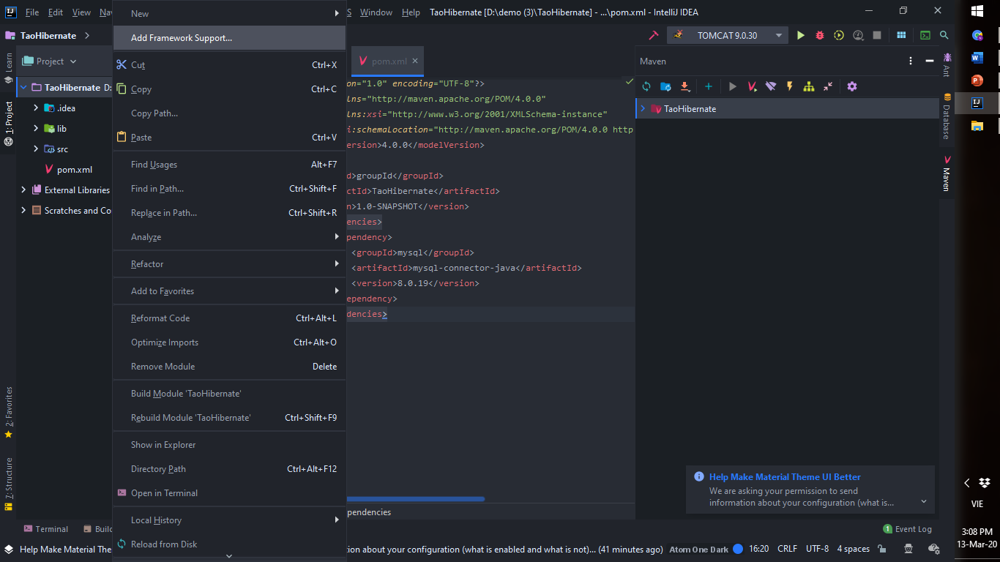 File Edit View Nav
S Window Help TaoHibernate [D:\demo (3)\TaoHibernate] - ...\pom.xml - IntelliJ IDEA
TaoHibernate
TOMCAT 9.0.30
Learn
1: Project
2: Favorites
7: Structure
Project
TaoHibernate D:
.idea
lib
src
pom.xml
External Libraries
Scratches and Co
New
Add Framework Support...
Cut Ctrl+X
Copy Ctrl+C
Copy Path...
Paste Ctrl+V
Find Usages Alt+F7
Find in Path... Ctrl+Shift+F
Replace in Path... Ctrl+Shift+R
Analyze
Refactor
Add to Favorites
Reformat Code Ctrl+Alt+L
Optimize Imports Ctrl+Alt+O
Remove Module Delete
Build Module 'TaoHibernate'
Rebuild Module 'TaoHibernate' Ctrl+Shift+F9
Show in Explorer
Directory Path Ctrl+Alt+F12
Open in Terminal
Local History
Reload from Disk
pom.xml
on="1.0" encoding="UTF-8"?>
lns="http://maven.apache.org/POM/4.0.0"
lns:xsi="http://www.w3.org/2001/XMLSchema-instance"
i:schemaLocation="http://maven.apache.org/POM/4.0.0 http
ersion>4.0.0</modelVersion>
d>groupId</groupId>
ctId>TaoHibernate</artifactId>
n>1.0-SNAPSHOT</version>
encies>
pendency>
<groupId>mysql</groupId>
<artifactId>mysql-connector-java</artifactId>
<version>8.0.19</version>
ependency>
dencies>
pendencies
Maven
TaoHibernate
Ant
Database
Maven
Help Make Material Theme UI Better
We are asking your permission to send
information about your configuration (what is...
Terminal Build
1 Event Log
Help Make Material The
tion about your configuration (what is enabled and what is not)... (41 minutes ago) Atom One Dark 16:20 CRLF UTF-8 4 spaces
VIE
3:08 PM
13-Mar-20